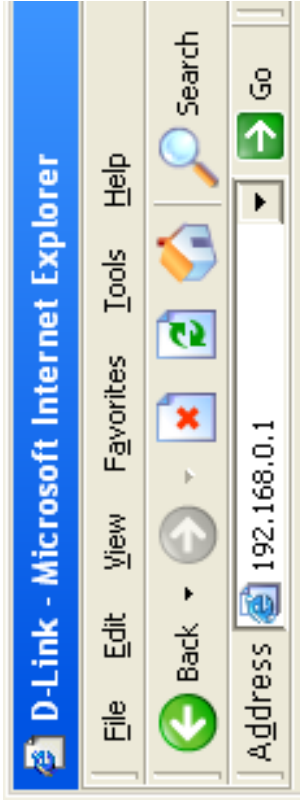 D-Link - Microsoft Internet Explorer
File Edit View Favorites Tools Help
Back Search
Address 192.168.0.1 Go